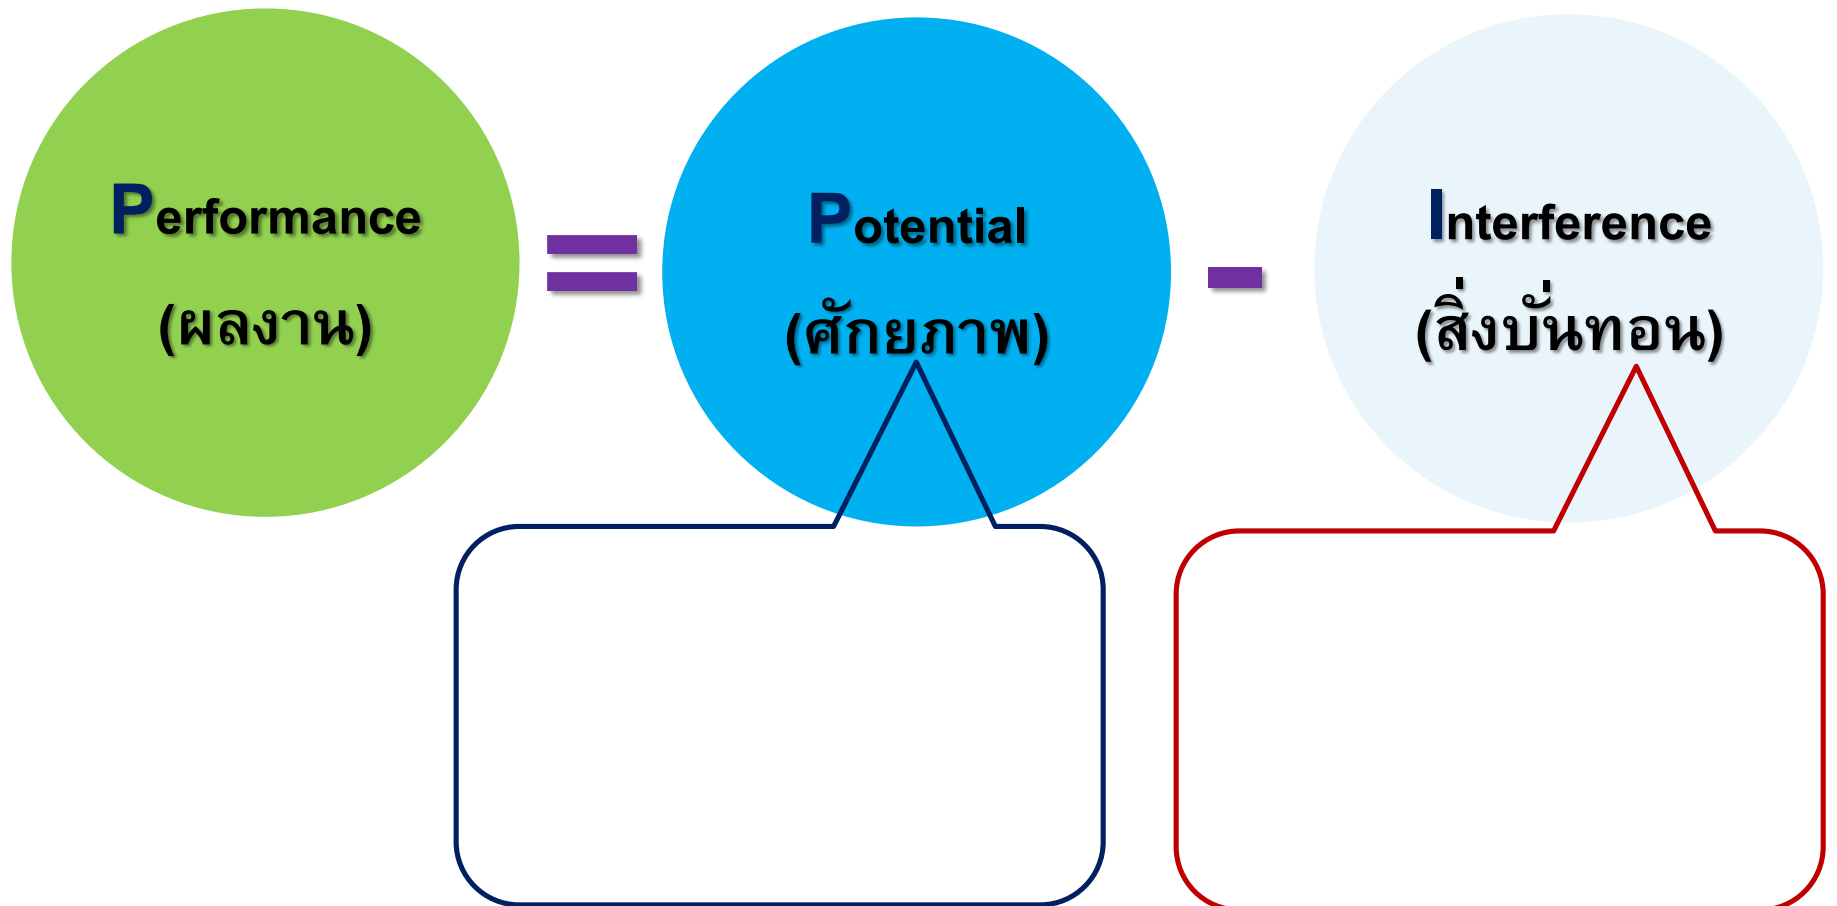 Performance
(ผลงาน)
=
Potential
(ศักยภาพ)
-
Interference
(สิ่งบั่นทอน)